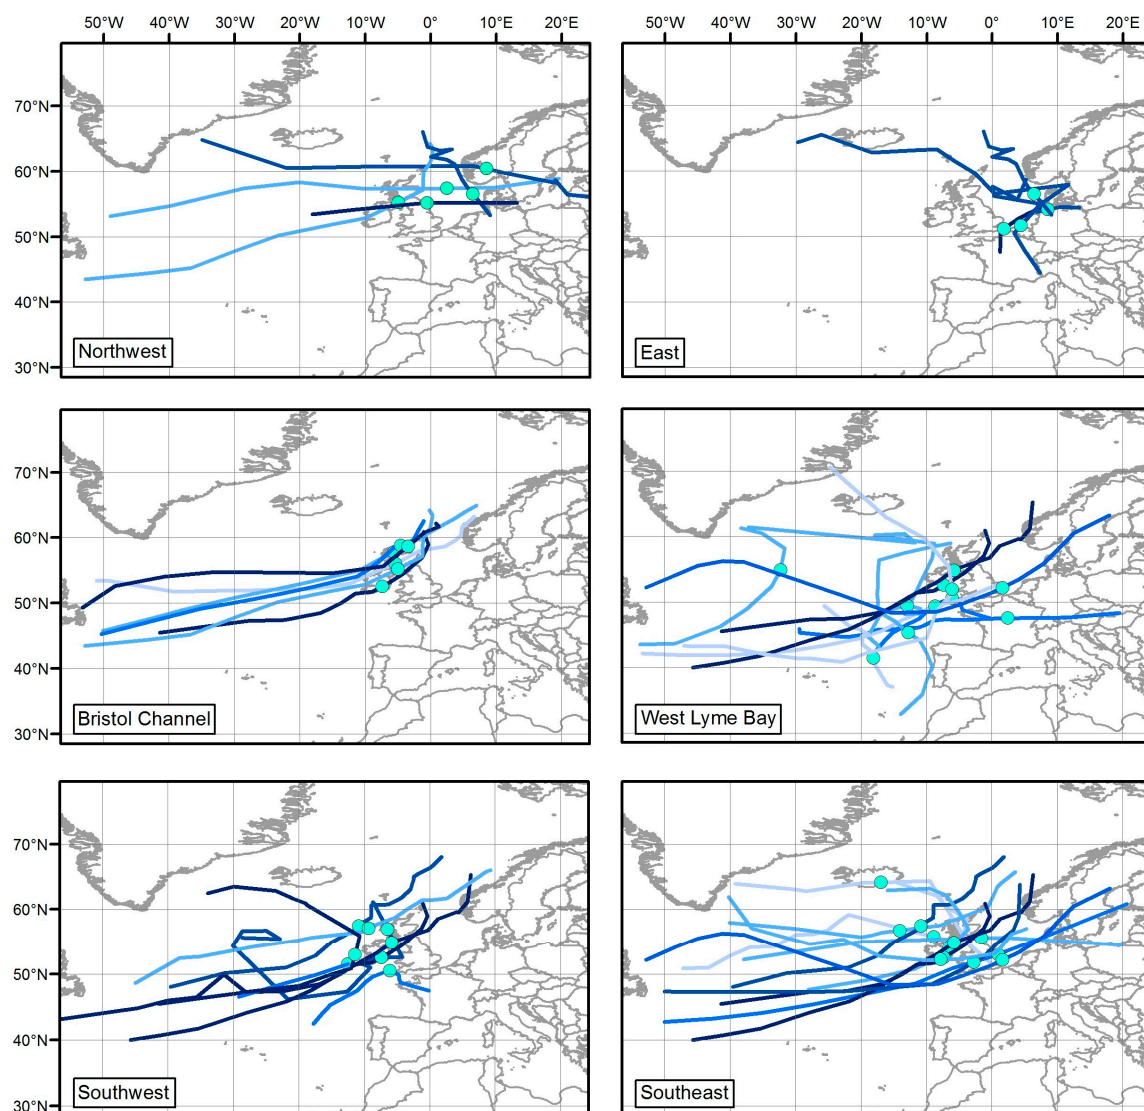 50°W 40°W 30°W 20°W 10°W 0° 10°E 20°E 50°W 40°W 30°W 20°W 10°W 0° 10°E 20°E
70°N
60°N
50°N
40°N
30°N
Northwest East
70°N
60°N
50°N
40°N
30°N
Bristol Channel West Lyme Bay
70°N
60°N
50°N
40°N
30°N
Southwest Southeast